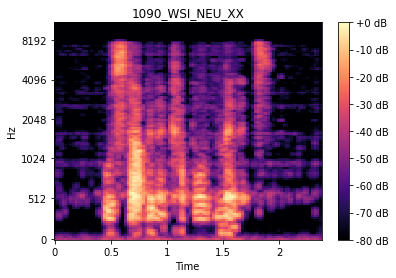 1090_WSI_NEU_XX
+0 dB
8192
-10 dB
4096
-20 dB
-30 dB
2048
Hz
-40 dB
1024
-50 dB
512
-60 dB
-70 dB
0
-80 dB
0 0.5 1 1.5 2
Time